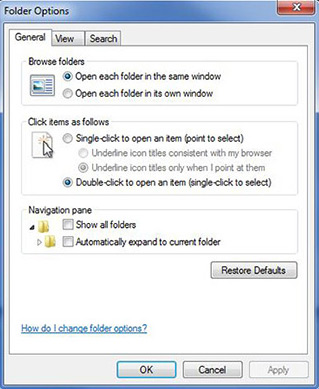 Folder Options
General View Search
Browse folders
Open each folder in the same window
Open each folder in its own window
Click items as follows
Single-click to open an item (point to select)
Underline icon titles consistent with my browser
Underline icon titles only when I point at them
Double-click to open an item (single-click to select)
Navigation pane
Show all folders
Automatically expand to current folder
Restore Defaults
How do I change folder options?
OK Cancel Apply